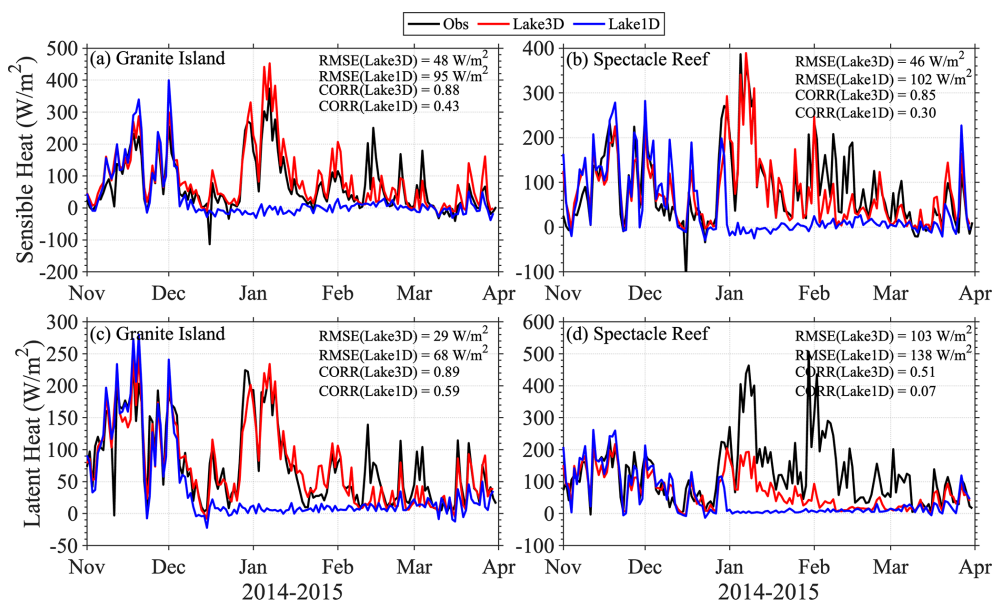 Obs Lake3D Lake1D
(a) Granite Island
RMSE(Lake3D) = 48 W/m²
RMSE(Lake1D) = 95 W/m²
CORR(Lake3D) = 0.88
CORR(Lake1D) = 0.43
Sensible Heat (W/m²)
500
400
300
200
100
0
-100
-200
Nov Dec Jan Feb Mar Apr
(b) Spectacle Reef
RMSE(Lake3D) = 46 W/m²
RMSE(Lake1D) = 102 W/m²
CORR(Lake3D) = 0.85
CORR(Lake1D) = 0.30
400
300
200
100
0
-100
Nov Dec Jan Feb Mar Apr
(c) Granite Island
RMSE(Lake3D) = 29 W/m²
RMSE(Lake1D) = 68 W/m²
CORR(Lake3D) = 0.89
CORR(Lake1D) = 0.59
Latent Heat (W/m²)
300
250
200
150
100
50
0
-50
Nov Dec Jan Feb Mar Apr
2014-2015
(d) Spectacle Reef
RMSE(Lake3D) = 103 W/m²
RMSE(Lake1D) = 138 W/m²
CORR(Lake3D) = 0.51
CORR(Lake1D) = 0.07
600
500
400
300
200
100
0
-100
Nov Dec Jan Feb Mar Apr
2014-2015